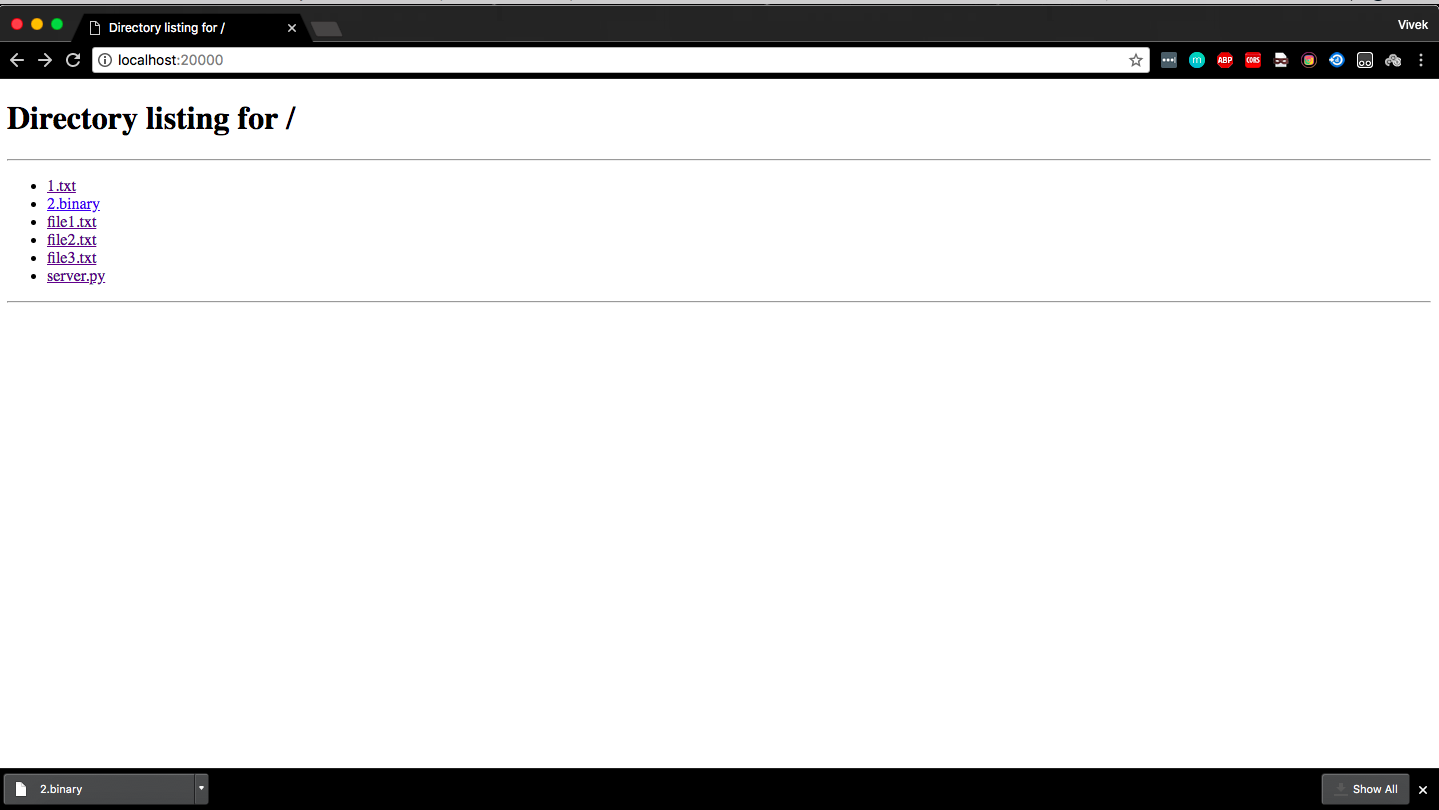 Directory listing for /
Vivek
localhost:20000
m
ABP
CORS
Directory listing for /
1.txt
2.binary
file1.txt
file2.txt
file3.txt
server.py
2.binary
Show All